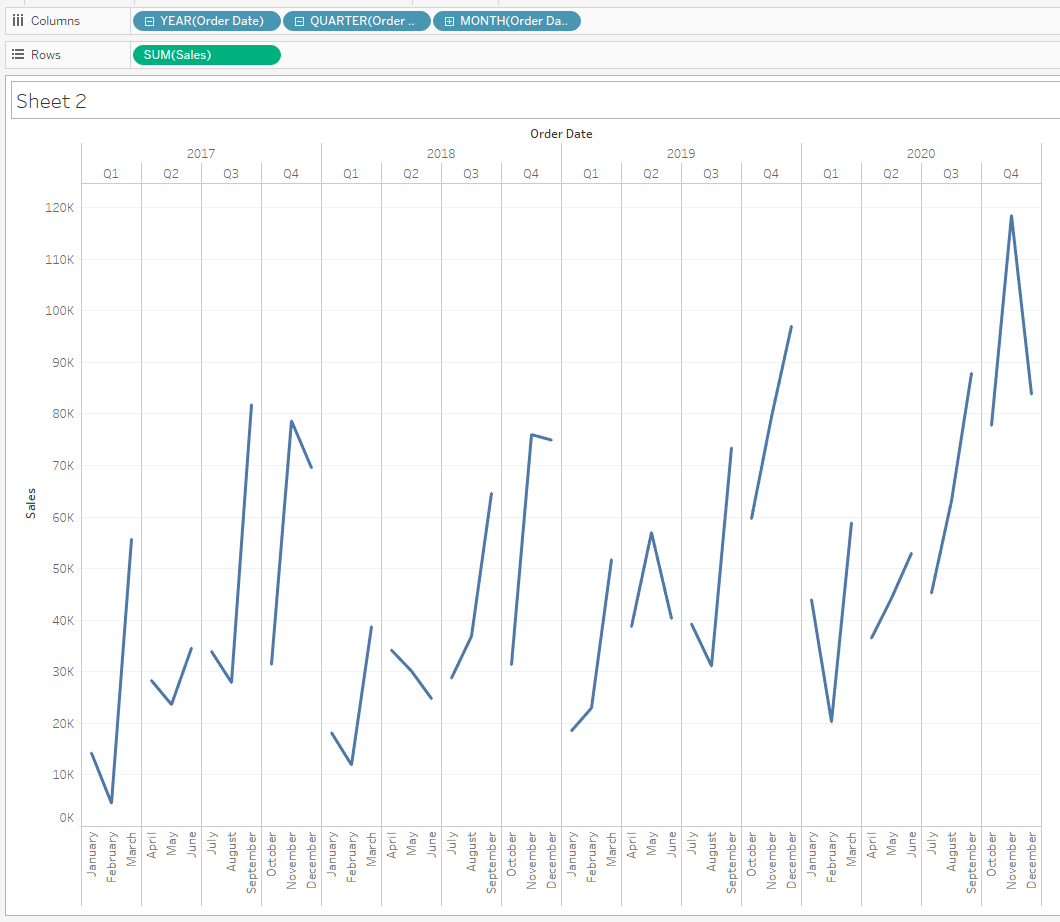 Columns YEAR(Order Date) QUARTER(Order .. MONTH(Order Da..
Rows SUM(Sales)
Sheet 2
Order Date
2017 2018 2019 2020
Q1 Q2 Q3 Q4 Q1 Q2 Q3 Q4 Q1 Q2 Q3 Q4 Q1 Q2 Q3 Q4
120K
110K
100K
90K
80K
70K
60K
50K
40K
30K
20K
10K
0K
Sales
January February March April May June July August September October November December January February March April May June July August September October November December January February March April May June July August September October November December January February March April May June July August September October November December